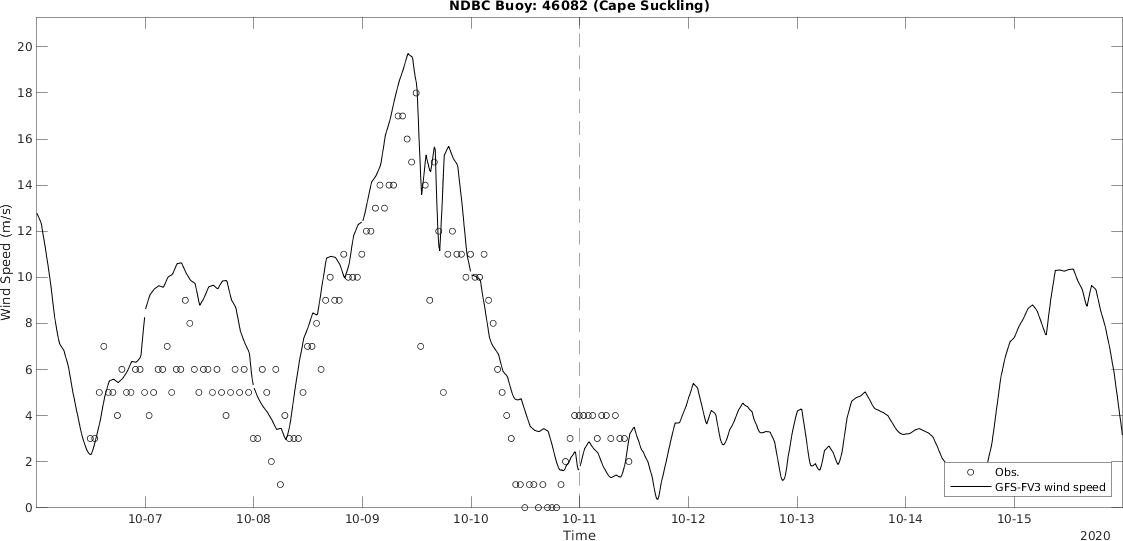 NDBC Buoy: 46082 (Cape Suckling)
20
18
16
14
12
10
8
6
4
2
0
Wind Speed (m/s)
10-07 10-08 10-09 10-10 10-11 10-12 10-13 10-14 10-15
Time
2020
Obs.
GFS-FV3 wind speed